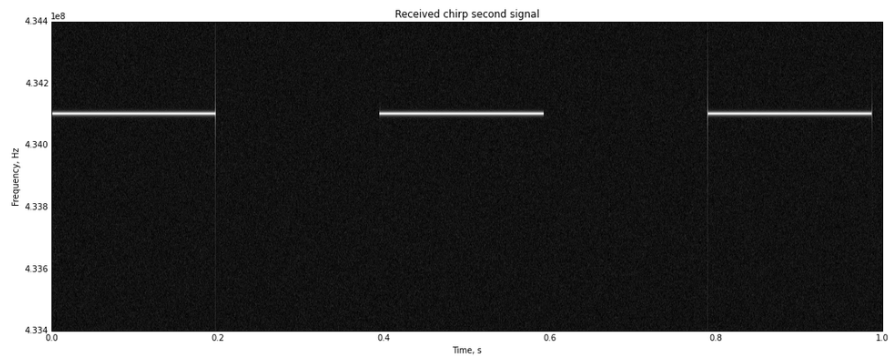 Received chirp second signal
1e8
4.344
4.342
4.340
4.338
4.336
4.334
Frequency, Hz
0.0 0.2 0.4 0.6 0.8 1.0
Time, s